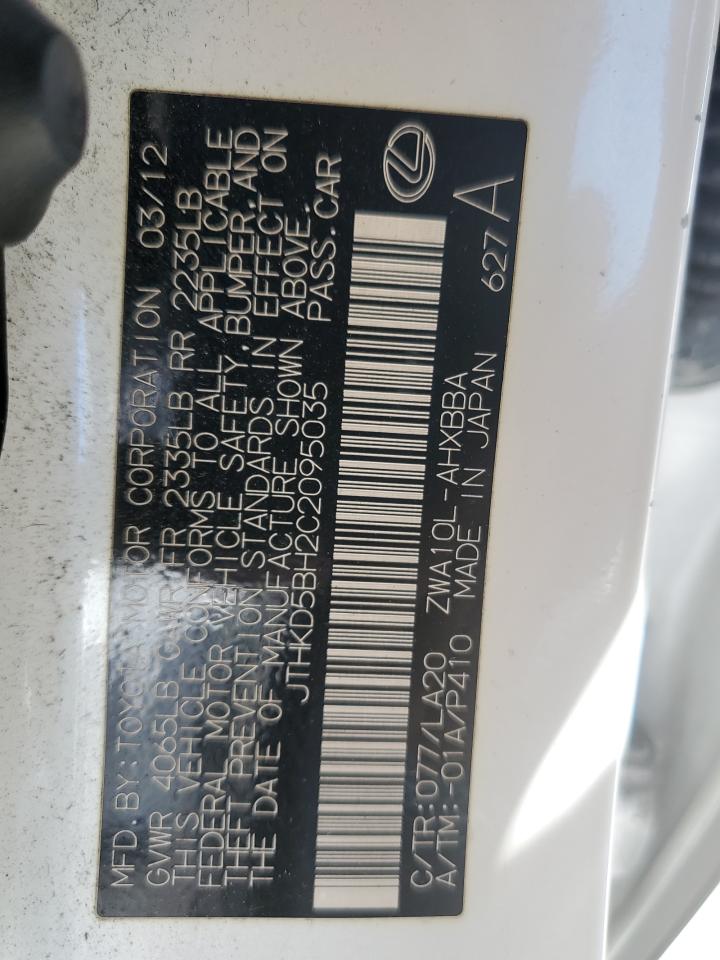 MFD. BY: TOYOTA MOTOR CORPORATION 03/12
GVWR 4065LB GAWR FR 2335LB RR 2235LB
THIS VEHICLE CONFORMS TO ALL APPLICABLE
FEDERAL MOTOR VEHICLE SAFETY, BUMPER, AND
THEFT PREVENTION STANDARDS IN EFFECT ON
THE DATE OF MANUFACTURE SHOWN ABOVE.
JTHKD5BH2C2095035 PASS. CAR
C/TR: 077/LA20 ZWA10L-AHXBBA 627 A
A/TM: -01A/P410 MADE IN JAPAN